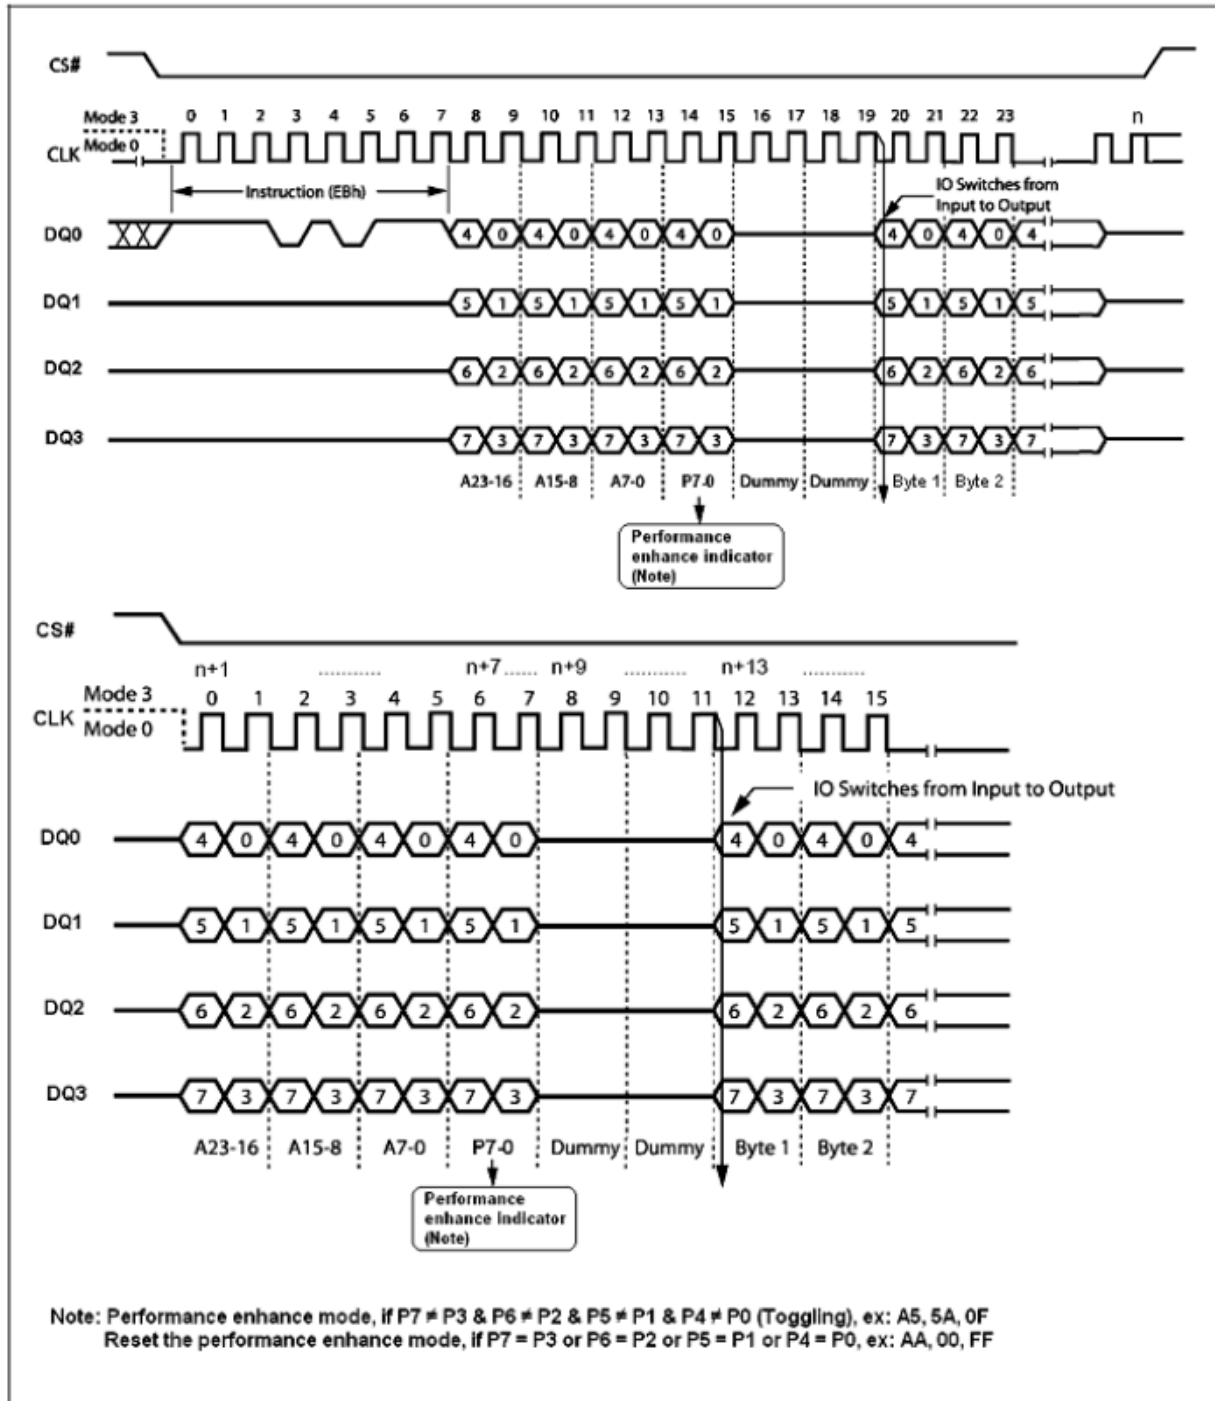 CS#
Mode 3
0 1 2 3 4 5 6 7 8 9 10 11 12 13 14 15 16 17 18 19 20 21 22 23 n
CLK Mode 0
Instruction (EBh)
IO Switches from
Input to Output
DQ0 4 0 4 0 4 0 4 0 4 0 4 0 4
DQ1 5 1 5 1 5 1 5 1 5 1 5 1 5
DQ2 6 2 6 2 6 2 6 2 6 2 6 2 6
DQ3 7 3 7 3 7 3 7 3 7 3 7 3 7
A23-16 A15-8 A7-0 P7-0 Dummy Dummy Byte 1 Byte 2
Performance
enhance indicator
(Note)
CS#
n+1 ............ n+7 ...... n+9 ............ n+13 ............
Mode 3 0 1 2 3 4 5 6 7 8 9 10 11 12 13 14 15
CLK
Mode 0
IO Switches from Input to Output
DQ0 4 0 4 0 4 0 4 0 4 0 4 0 4
DQ1 5 1 5 1 5 1 5 1 5 1 5 1 5
DQ2 6 2 6 2 6 2 6 2 6 2 6 2 6
DQ3 7 3 7 3 7 3 7 3 7 3 7 3 7
A23-16 A15-8 A7-0 P7-0 Dummy Dummy Byte 1 Byte 2
Performance
enhance indicator
(Note)
Note: Performance enhance mode, if P7 ≠ P3 & P6 ≠ P2 & P5 ≠ P1 & P4 ≠ P0 (Toggling), ex: A5, 5A, 0F
Reset the performance enhance mode, if P7 = P3 or P6 = P2 or P5 = P1 or P4 = P0, ex: AA, 00, FF